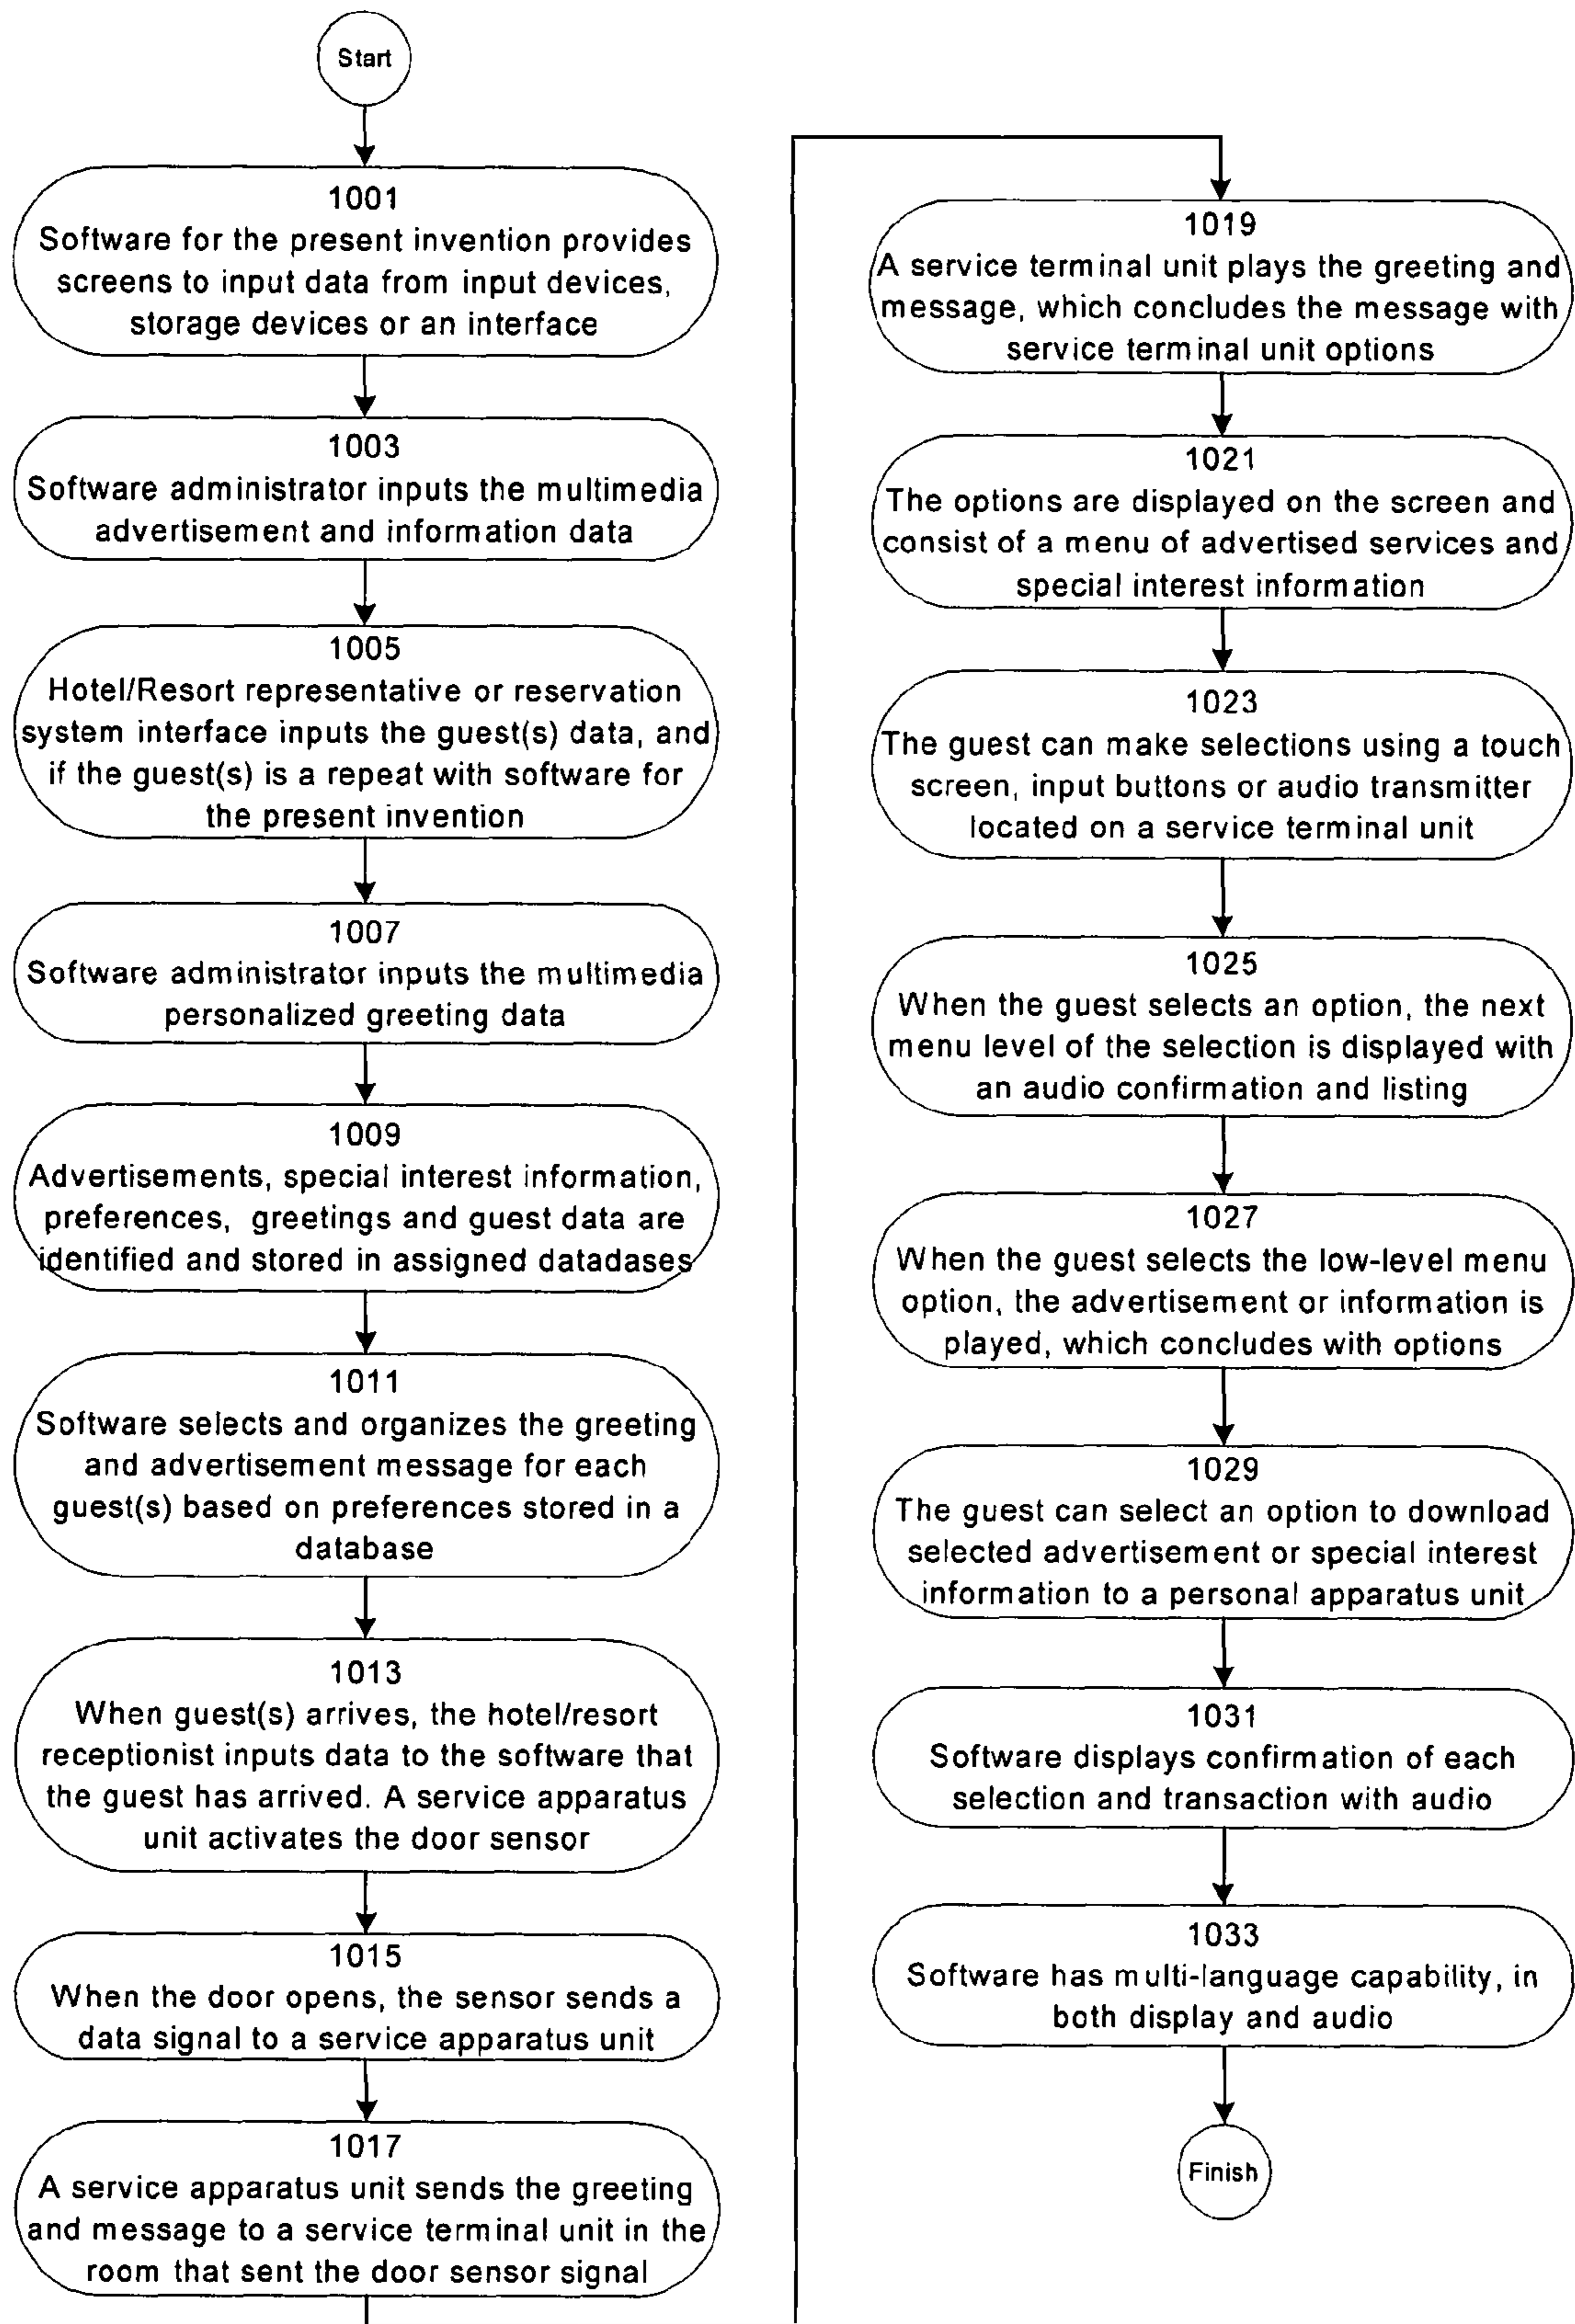 Start
1001
Software for the present invention provides
screens to input data from input devices,
storage devices or an interface
1003
Software administrator inputs the multimedia
advertisement and information data
1005
Hotel/Resort representative or reservation
system interface inputs the guest(s) data, and
if the guest(s) is a repeat with software for
the present invention
1007
Software administrator inputs the multimedia
personalized greeting data
1009
Advertisements, special interest information,
preferences, greetings and guest data are
identified and stored in assigned datadases
1011
Software selects and organizes the greeting
and advertisement message for each
guest(s) based on preferences stored in a
database
1013
When guest(s) arrives, the hotel/resort
receptionist inputs data to the software that
the guest has arrived. A service apparatus
unit activates the door sensor
1015
When the door opens, the sensor sends a
data signal to a service apparatus unit
1017
A service apparatus unit sends the greeting
and message to a service terminal unit in the
room that sent the door sensor signal
1019
A service terminal unit plays the greeting and
message, which concludes the message with
service terminal unit options
1021
The options are displayed on the screen and
consist of a menu of advertised services and
special interest information
1023
The guest can make selections using a touch
screen, input buttons or audio transmitter
located on a service terminal unit
1025
When the guest selects an option, the next
menu level of the selection is displayed with
an audio confirmation and listing
1027
When the guest selects the low-level menu
option, the advertisement or information is
played, which concludes with options
1029
The guest can select an option to download
selected advertisement or special interest
information to a personal apparatus unit
1031
Software displays confirmation of each
selection and transaction with audio
1033
Software has multi-language capability, in
both display and audio
Finish